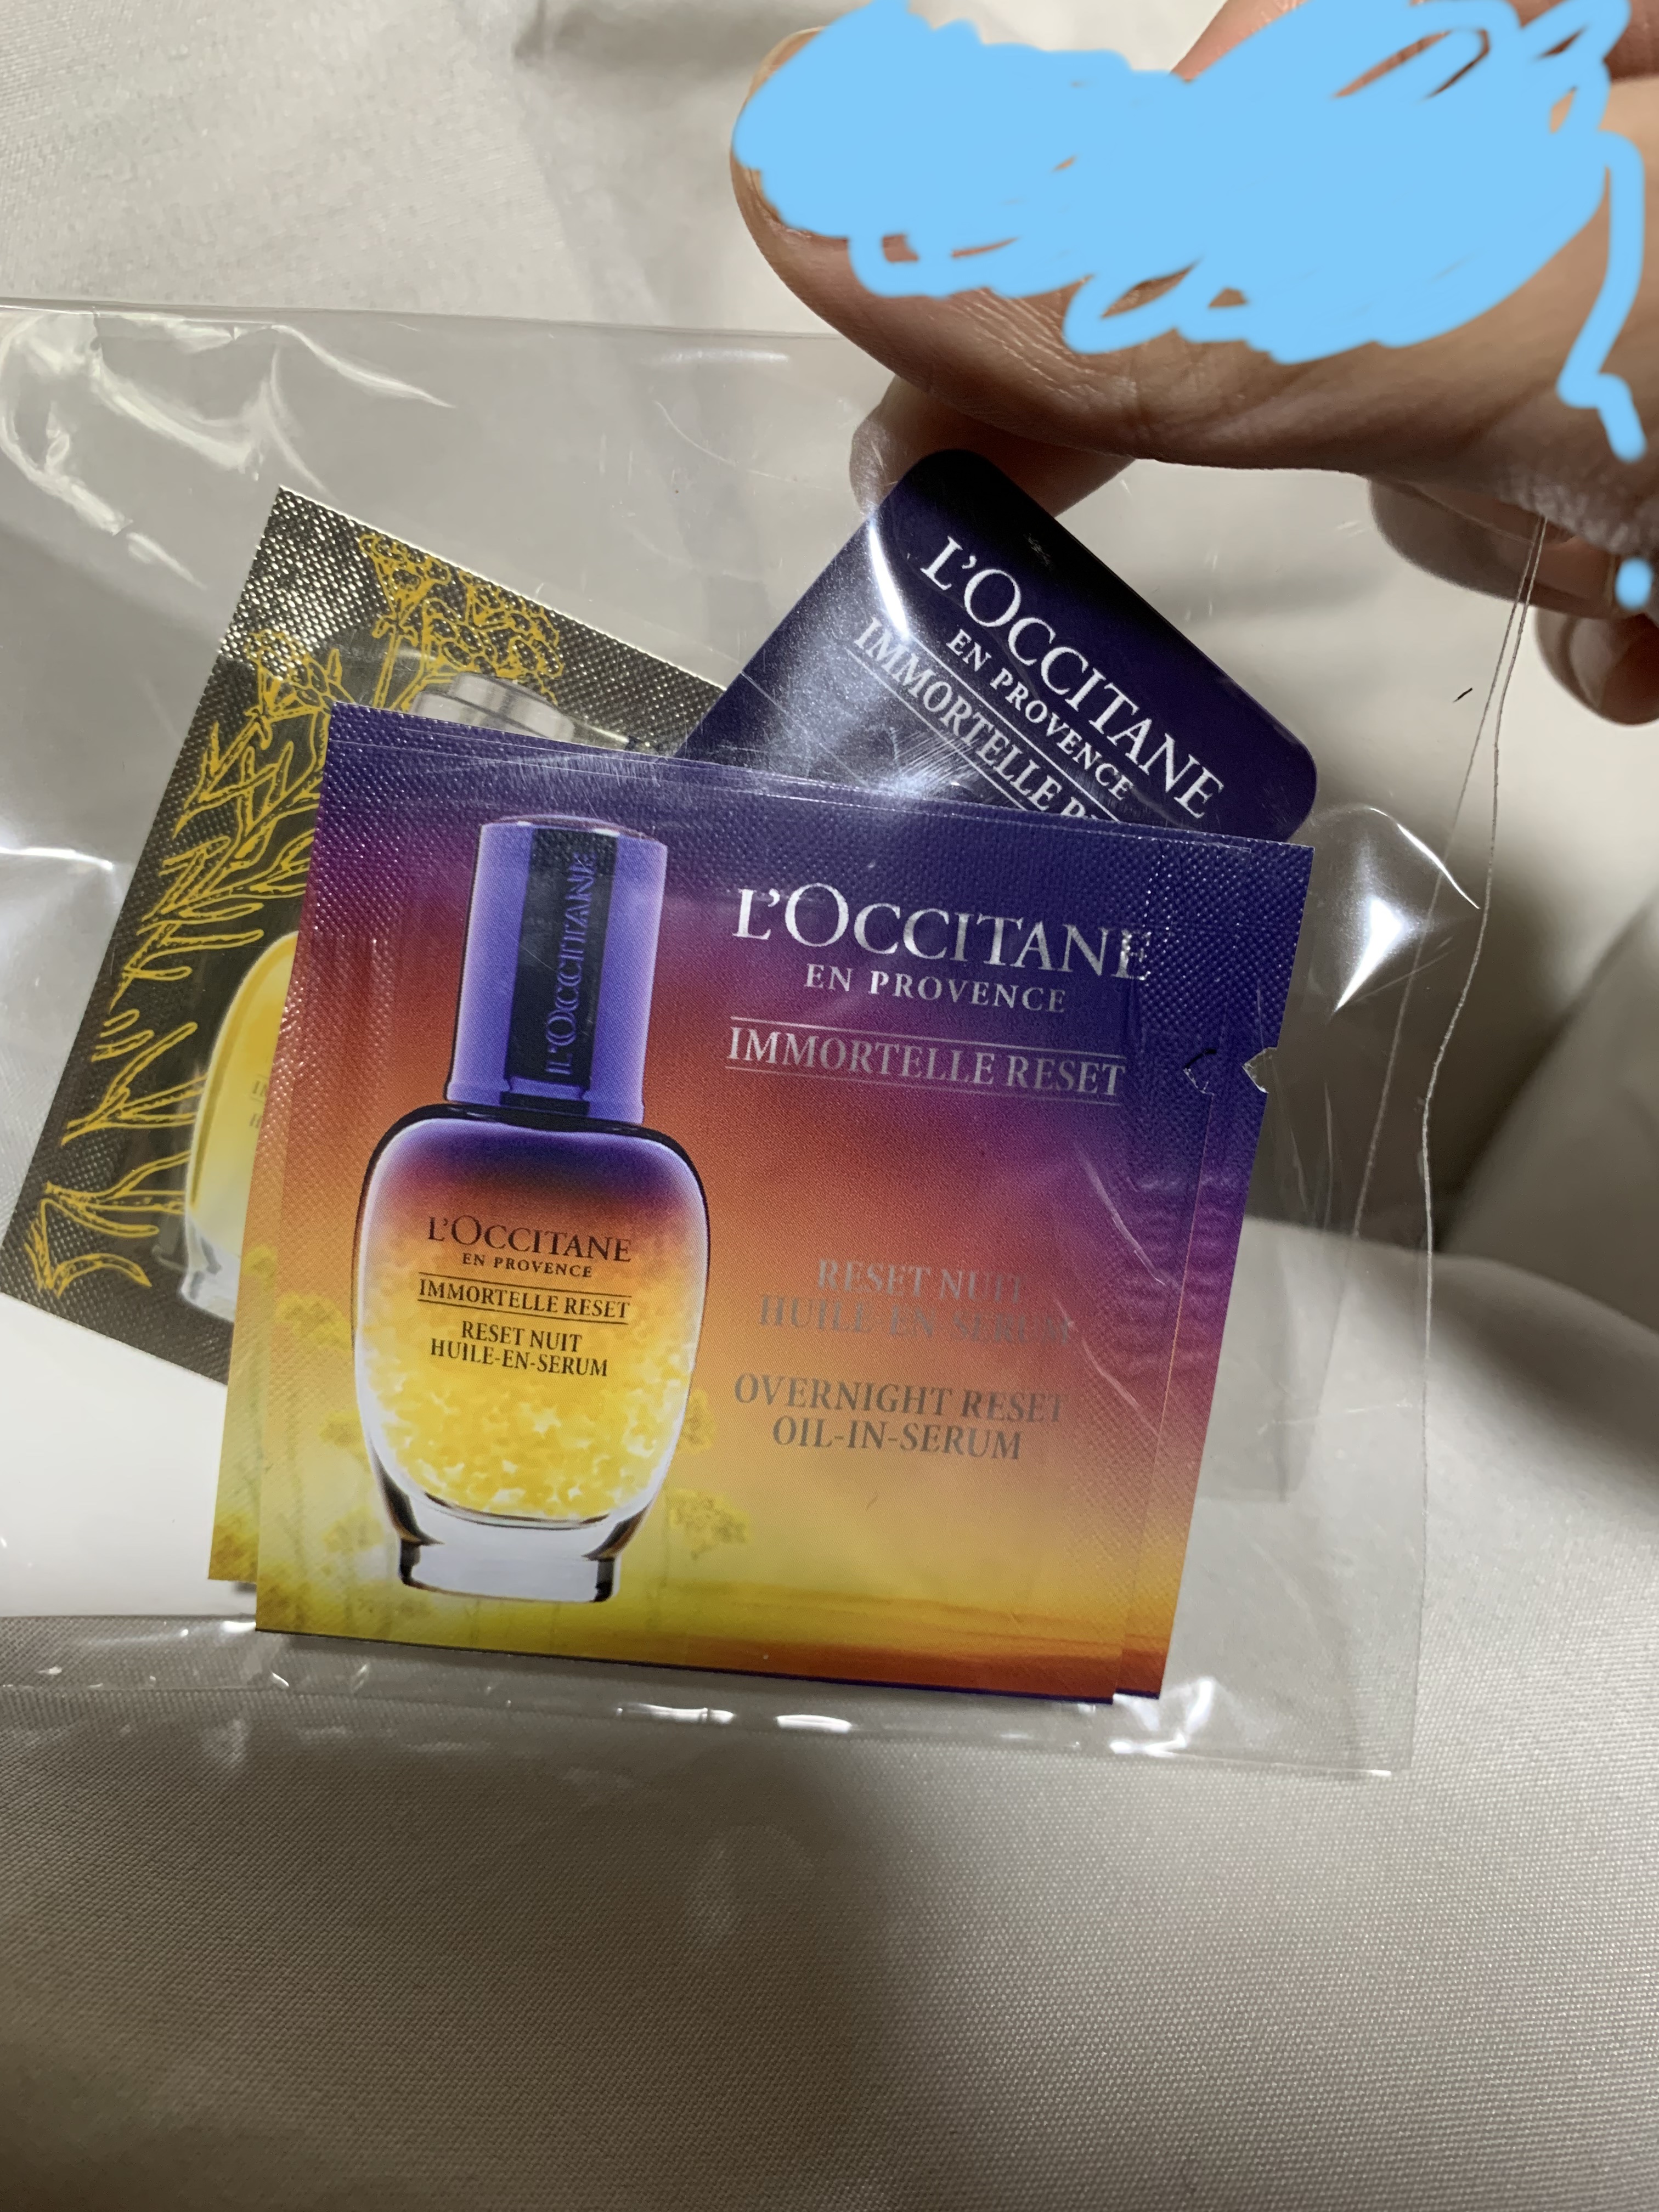 L'OCCITANE
EN PROVENCE
IMMORTELLE
L'OCCITANE
EN PROVENCE
IMMORTELLE RESET
RESET NUIT
HUILE-EN-SERUM
OVERNIGHT RESET
OIL-IN-SERUM
L'OCCITANE
L'OCCITANE
EN PROVENCE
IMMORTELLE RESET
RESET NUIT
HUILE-EN-SERUM